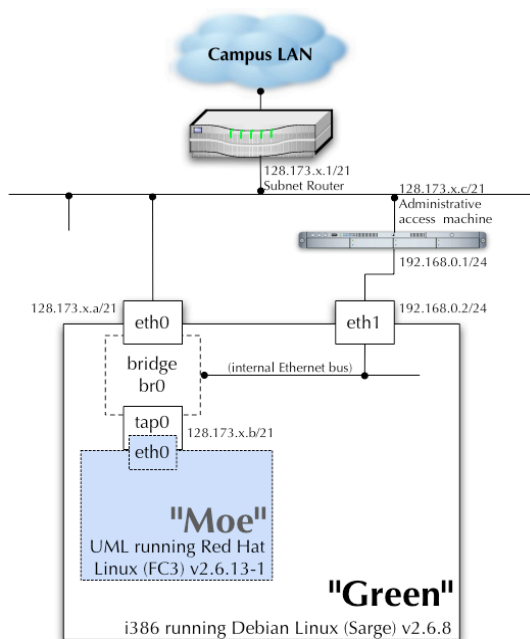 Campus LAN
128.173.x.1/21
Subnet Router
128.173.x.c/21
Administrative
access machine
192.168.0.1/24
128.173.x.a/21
eth0
eth1
192.168.0.2/24
bridge
br0
(internal Ethernet bus)
tap0
128.173.x.b/21
eth0
"Moe"
UML running Red Hat
Linux (FC3) v2.6.13-1
"Green"
i386 running Debian Linux (Sarge) v2.6.8